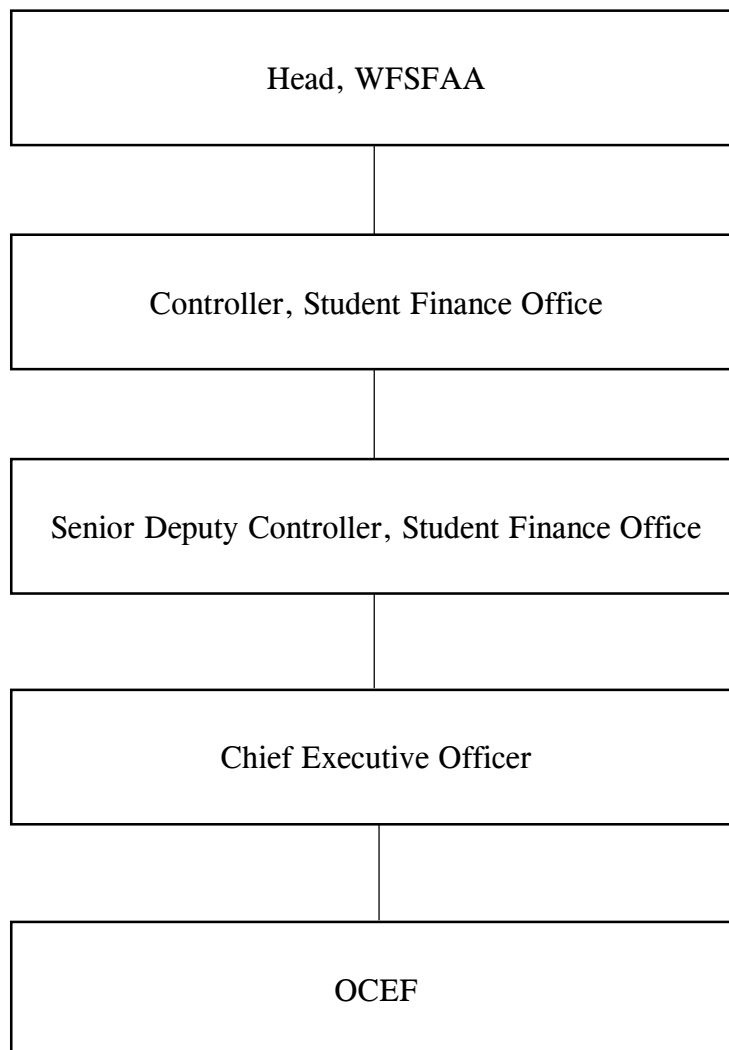 Head, WFSFAA
Controller, Student Finance Office
Senior Deputy Controller, Student Finance Office
Chief Executive Officer
OCEF